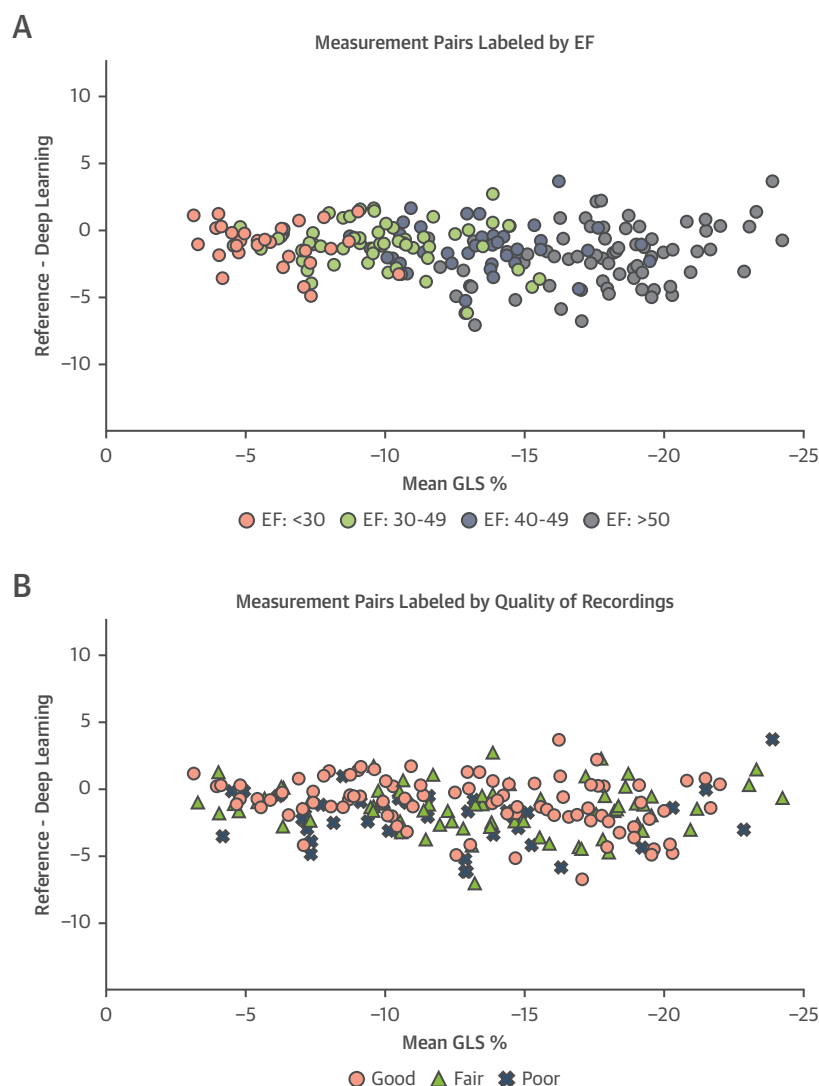 A
Measurement Pairs Labeled by EF
10
5
0
−5
−10
Reference - Deep Learning
0 −5 −10 −15 −20 −25
Mean GLS %
EF: <30 EF: 30-49 EF: 40-49 EF: >50
B
Measurement Pairs Labeled by Quality of Recordings
10
5
0
−5
−10
Reference - Deep Learning
0 −5 −10 −15 −20 −25
Mean GLS %
Good Fair Poor